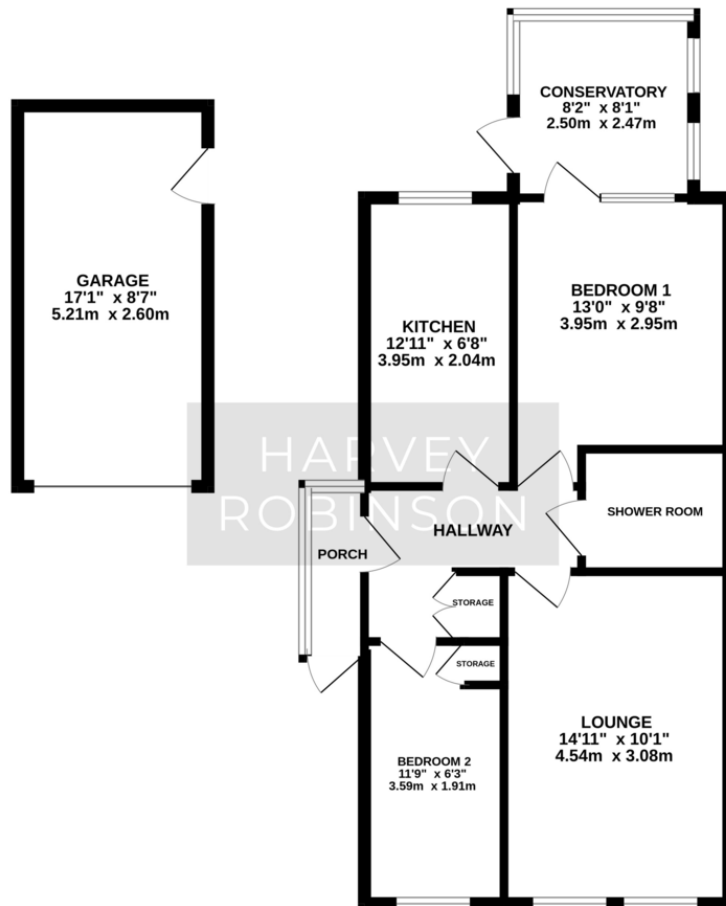 CONSERVATORY
8'2" x 8'1"
2.50m x 2.47m
GARAGE
17'1" x 8'7"
5.21m x 2.60m
BEDROOM 1
13'0" x 9'8"
3.95m x 2.95m
KITCHEN
12'11" x 6'8"
3.95m x 2.04m
HARVEY
ROBINSON
SHOWER ROOM
HALLWAY
PORCH
STORAGE
STORAGE
LOUNGE
14'11" x 10'1"
4.54m x 3.08m
BEDROOM 2
11'9" x 6'3"
3.59m x 1.91m